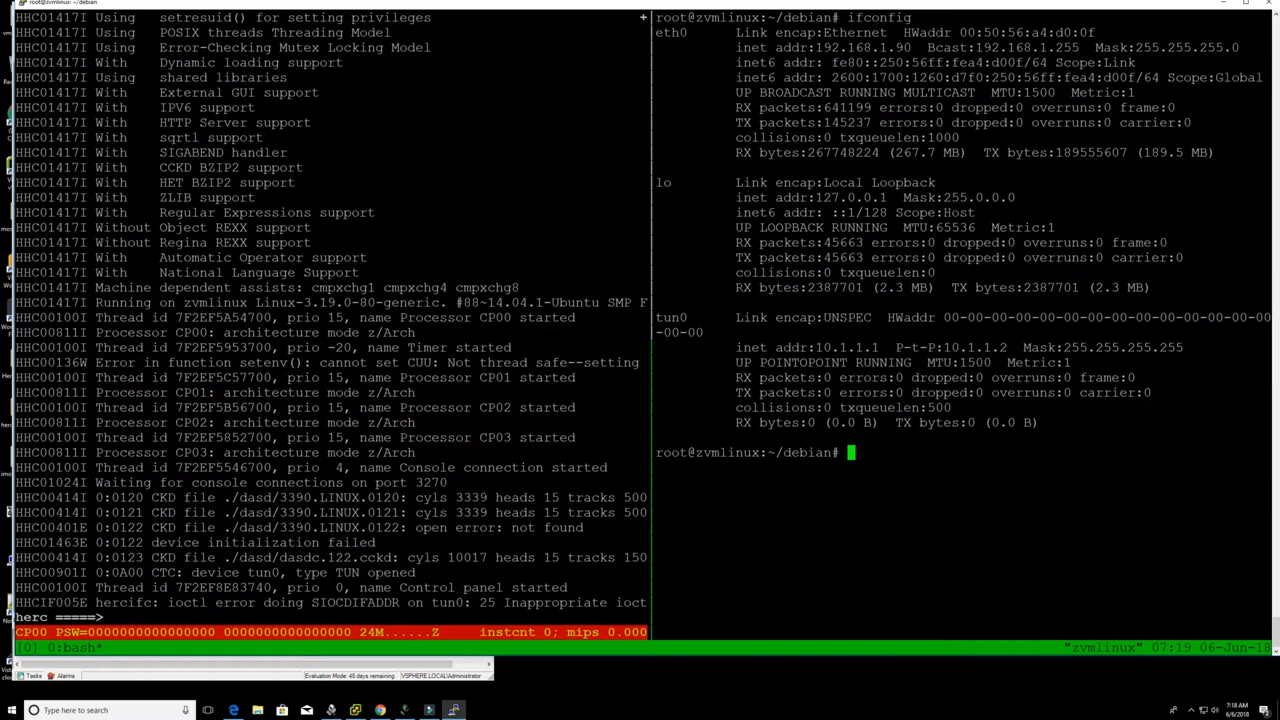 root@zvmlinux: ~/debian
HHC01417I Using   setresuid() for setting privileges
HHC01417I Using   POSIX threads Threading Model
HHC01417I Using   Error-Checking Mutex Locking Model
HHC01417I With    Dynamic loading support
HHC01417I Using   shared libraries
HHC01417I With    External GUI support
HHC01417I With    IPV6 support
HHC01417I With    HTTP Server support
HHC01417I With    sqrtl support
HHC01417I With    SIGABEND handler
HHC01417I With    CCKD BZIP2 support
HHC01417I With    HET BZIP2 support
HHC01417I With    ZLIB support
HHC01417I With    Regular Expressions support
HHC01417I Without Object REXX support
HHC01417I Without Regina REXX support
HHC01417I With    Automatic Operator support
HHC01417I With    National Language Support
HHC01417I Machine dependent assists: cmpxchg1 cmpxchg4 cmpxchg8
HHC01417I Running on zvmlinux Linux-3.19.0-80-generic. #88~14.04.1-Ubuntu SMP F
HHC00100I Thread id 7F2EF5A54700, prio 15, name Processor CP00 started
HHC00811I Processor CP00: architecture mode z/Arch
HHC00100I Thread id 7F2EF5953700, prio -20, name Timer started
HHC00136W Error in function setenv(): cannot set CUU: Not thread safe--setting
HHC00100I Thread id 7F2EF5C57700, prio 15, name Processor CP01 started
HHC00811I Processor CP01: architecture mode z/Arch
HHC00100I Thread id 7F2EF5B56700, prio 15, name Processor CP02 started
HHC00811I Processor CP02: architecture mode z/Arch
HHC00100I Thread id 7F2EF5852700, prio 15, name Processor CP03 started
HHC00811I Processor CP03: architecture mode z/Arch
HHC00100I Thread id 7F2EF5546700, prio  4, name Console connection started
HHC01024I Waiting for console connections on port 3270
HHC00414I 0:0120 CKD file ./dasd/3390.LINUX.0120: cyls 3339 heads 15 tracks 500
HHC00414I 0:0121 CKD file ./dasd/3390.LINUX.0121: cyls 3339 heads 15 tracks 500
HHC00401E 0:0122 CKD file ./dasd/3390.LINUX.0122: open error: not found
HHC01463E 0:0122 device initialization failed
HHC00414I 0:0123 CKD file ./dasd/dasdc.122.cckd: cyls 10017 heads 15 tracks 150
HHC00901I 0:0A00 CTC: device tun0, type TUN opened
HHC00100I Thread id 7F2EF8E83740, prio  0, name Control panel started
HHCIF005E hercifc: ioctl error doing SIOCDIFADDR on tun0: 25 Inappropriate ioct
herc =====>
CP00 PSW=0000000000000000 0000000000000000 24M......Z     instcnt 0; mips 0.000
root@zvmlinux:~/debian# ifconfig
eth0      Link encap:Ethernet  HWaddr 00:50:56:a4:d0:0f
inet addr:192.168.1.90  Bcast:192.168.1.255  Mask:255.255.255.0
inet6 addr: fe80::250:56ff:fea4:d00f/64 Scope:Link
inet6 addr: 2600:1700:1260:d7f0:250:56ff:fea4:d00f/64 Scope:Global
UP BROADCAST RUNNING MULTICAST  MTU:1500  Metric:1
RX packets:641199 errors:0 dropped:0 overruns:0 frame:0
TX packets:145237 errors:0 dropped:0 overruns:0 carrier:0
collisions:0 txqueuelen:1000
RX bytes:267748224 (267.7 MB)  TX bytes:189555607 (189.5 MB)
lo        Link encap:Local Loopback
inet addr:127.0.0.1  Mask:255.0.0.0
inet6 addr: ::1/128 Scope:Host
UP LOOPBACK RUNNING  MTU:65536  Metric:1
RX packets:45663 errors:0 dropped:0 overruns:0 frame:0
TX packets:45663 errors:0 dropped:0 overruns:0 carrier:0
collisions:0 txqueuelen:0
RX bytes:2387701 (2.3 MB)  TX bytes:2387701 (2.3 MB)
tun0      Link encap:UNSPEC  HWaddr 00-00-00-00-00-00-00-00-00-00-00-00-00-00
-00-00
inet addr:10.1.1.1  P-t-P:10.1.1.2  Mask:255.255.255.255
UP POINTOPOINT RUNNING  MTU:1500  Metric:1
RX packets:0 errors:0 dropped:0 overruns:0 frame:0
TX packets:0 errors:0 dropped:0 overruns:0 carrier:0
collisions:0 txqueuelen:500
RX bytes:0 (0.0 B)  TX bytes:0 (0.0 B)
root@zvmlinux:~/debian#
[0] 0:bash*     "zvmlinux" 07:19 06-Jun-18
Tasks   Alarms   Evaluation Mode: 48 days remaining   VSPHERE.LOCAL\Administrator
Type here to search
7:18 AM
6/6/2018